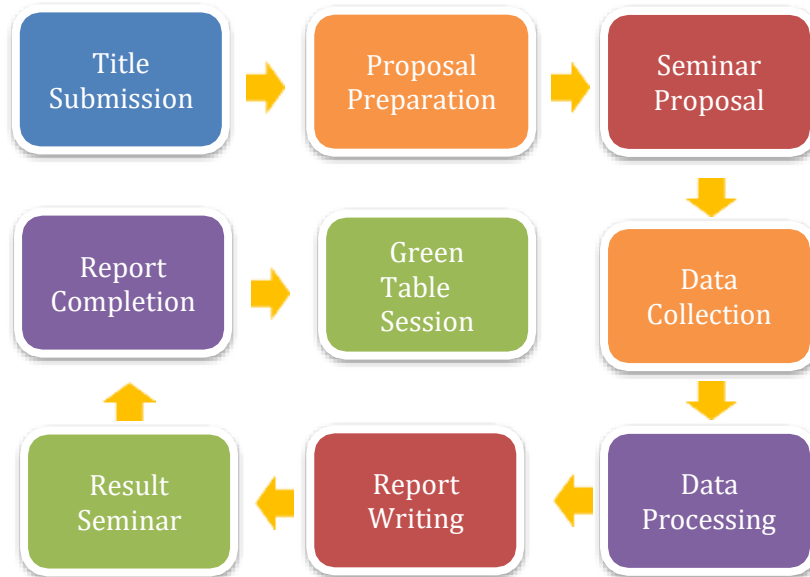 Title
Submission
Proposal
Preparation
Seminar
Proposal
Report
Completion
Green
Table
Session
Data
Collection
Result
Seminar
Report
Writing
Data
Processing